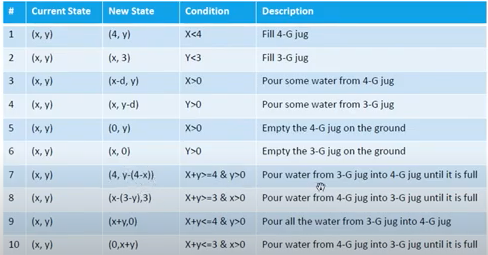 # Current State New State Condition Description
1 (x, y) (4, y) X<4 Fill 4-G jug
2 (x, y) (x, 3) Y<3 Fill 3-G jug
3 (x, y) (x-d, y) X>0 Pour some water from 4-G jug
4 (x, y) (x, y-d) Y>0 Pour some water from 3-G jug
5 (x, y) (0, y) X>0 Empty the 4-G jug on the ground
6 (x, y) (x, 0) Y>0 Empty the 3-G jug on the ground
7 (x, y) (4, y-(4-x)) X+y>=4 & y>0 Pour water from 3-G jug into 4-G jug until it is full
8 (x, y) (x-(3-y),3) X+y>=3 & x>0 Pour water from 4-G jug into 3-G jug until it is full
9 (x, y) (x+y,0) X+y<=4 & y>0 Pour all the water from 3-G jug into 4-G jug
10 (x, y) (0,x+y) X+y<=3 & x>0 Pour water from 4-G jug into 3-G jug until it is full